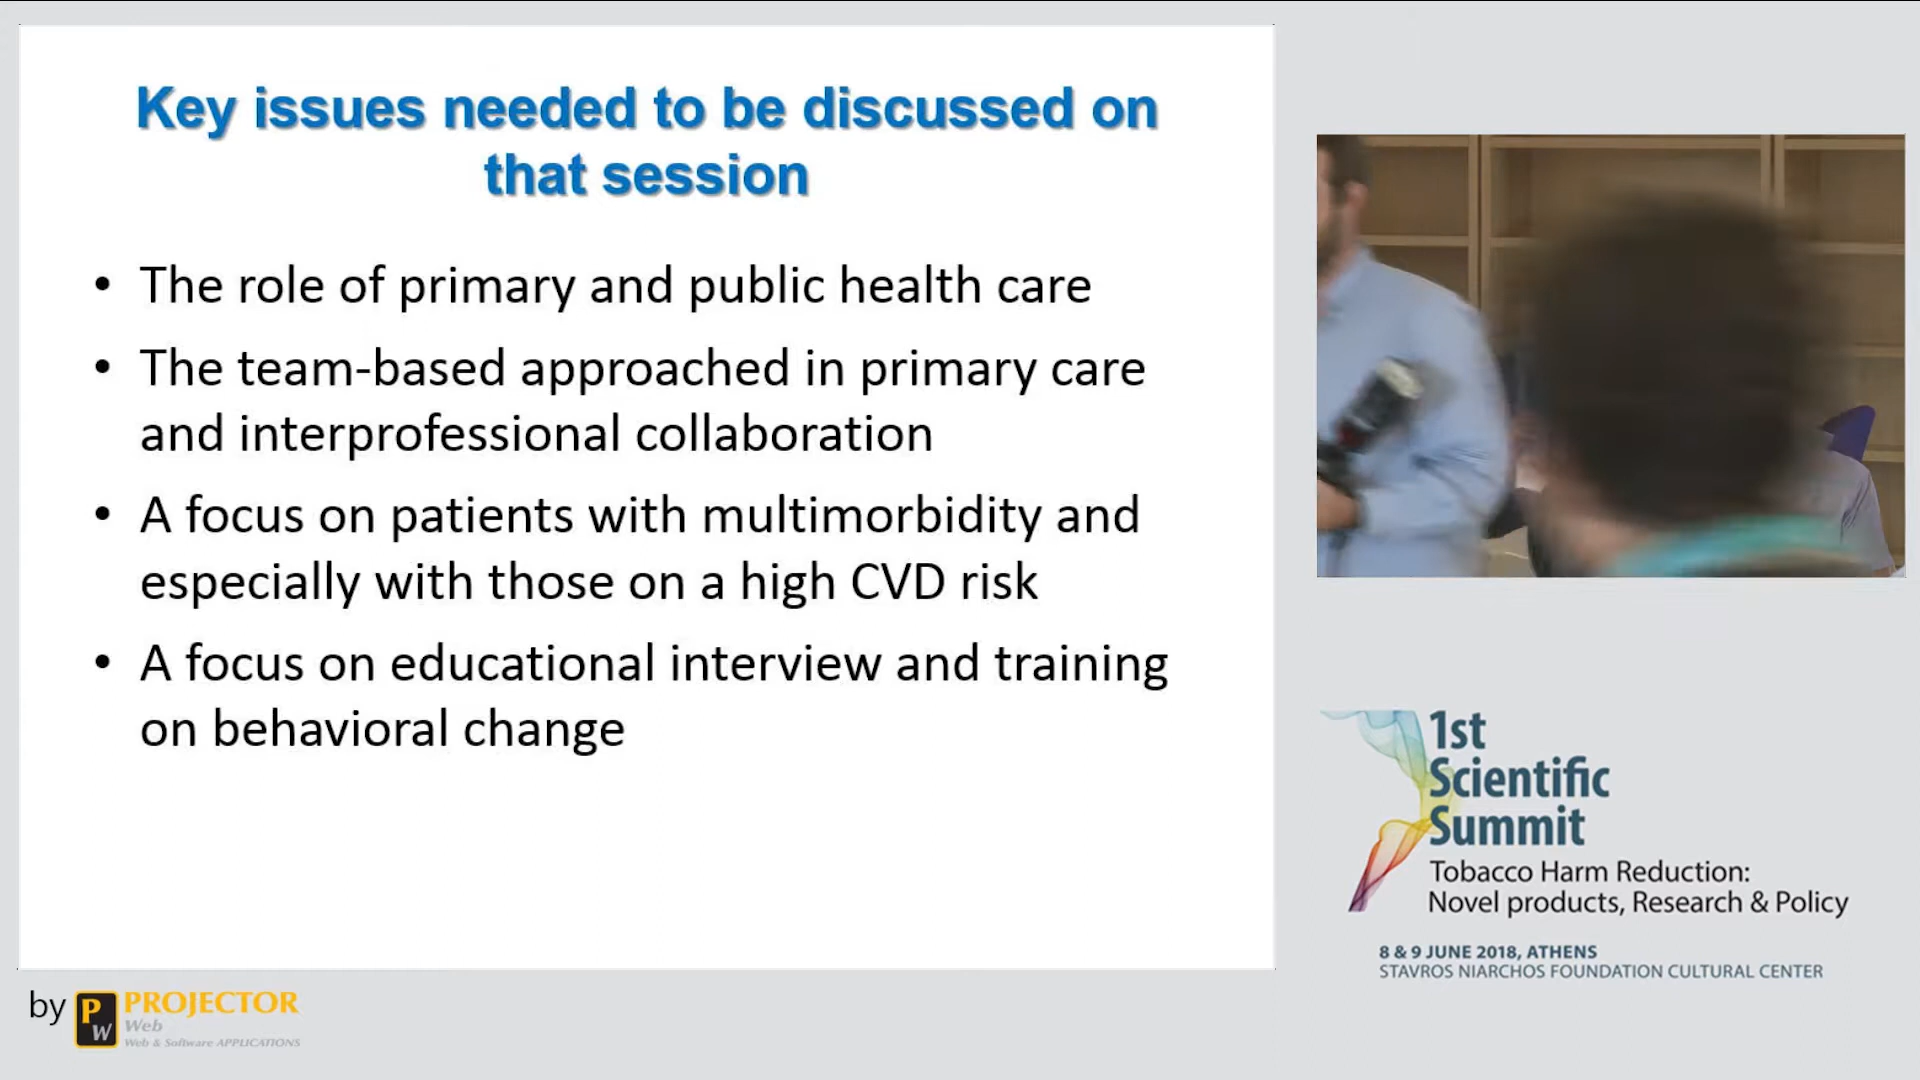 Key issues needed to be discussed on
that session
• The role of primary and public health care
• The team-based approached in primary care
and interprofessional collaboration
• A focus on patients with multimorbidity and
especially with those on a high CVD risk
• A focus on educational interview and training
on behavioral change
1st
Scientific
Summit
Tobacco Harm Reduction:
Novel products, Research & Policy
8 & 9 JUNE 2018, ATHENS
STAVROS NIARCHOS FOUNDATION CULTURAL CENTER
by PW PROJECTOR
Web
Web & Software APPLICATIONS